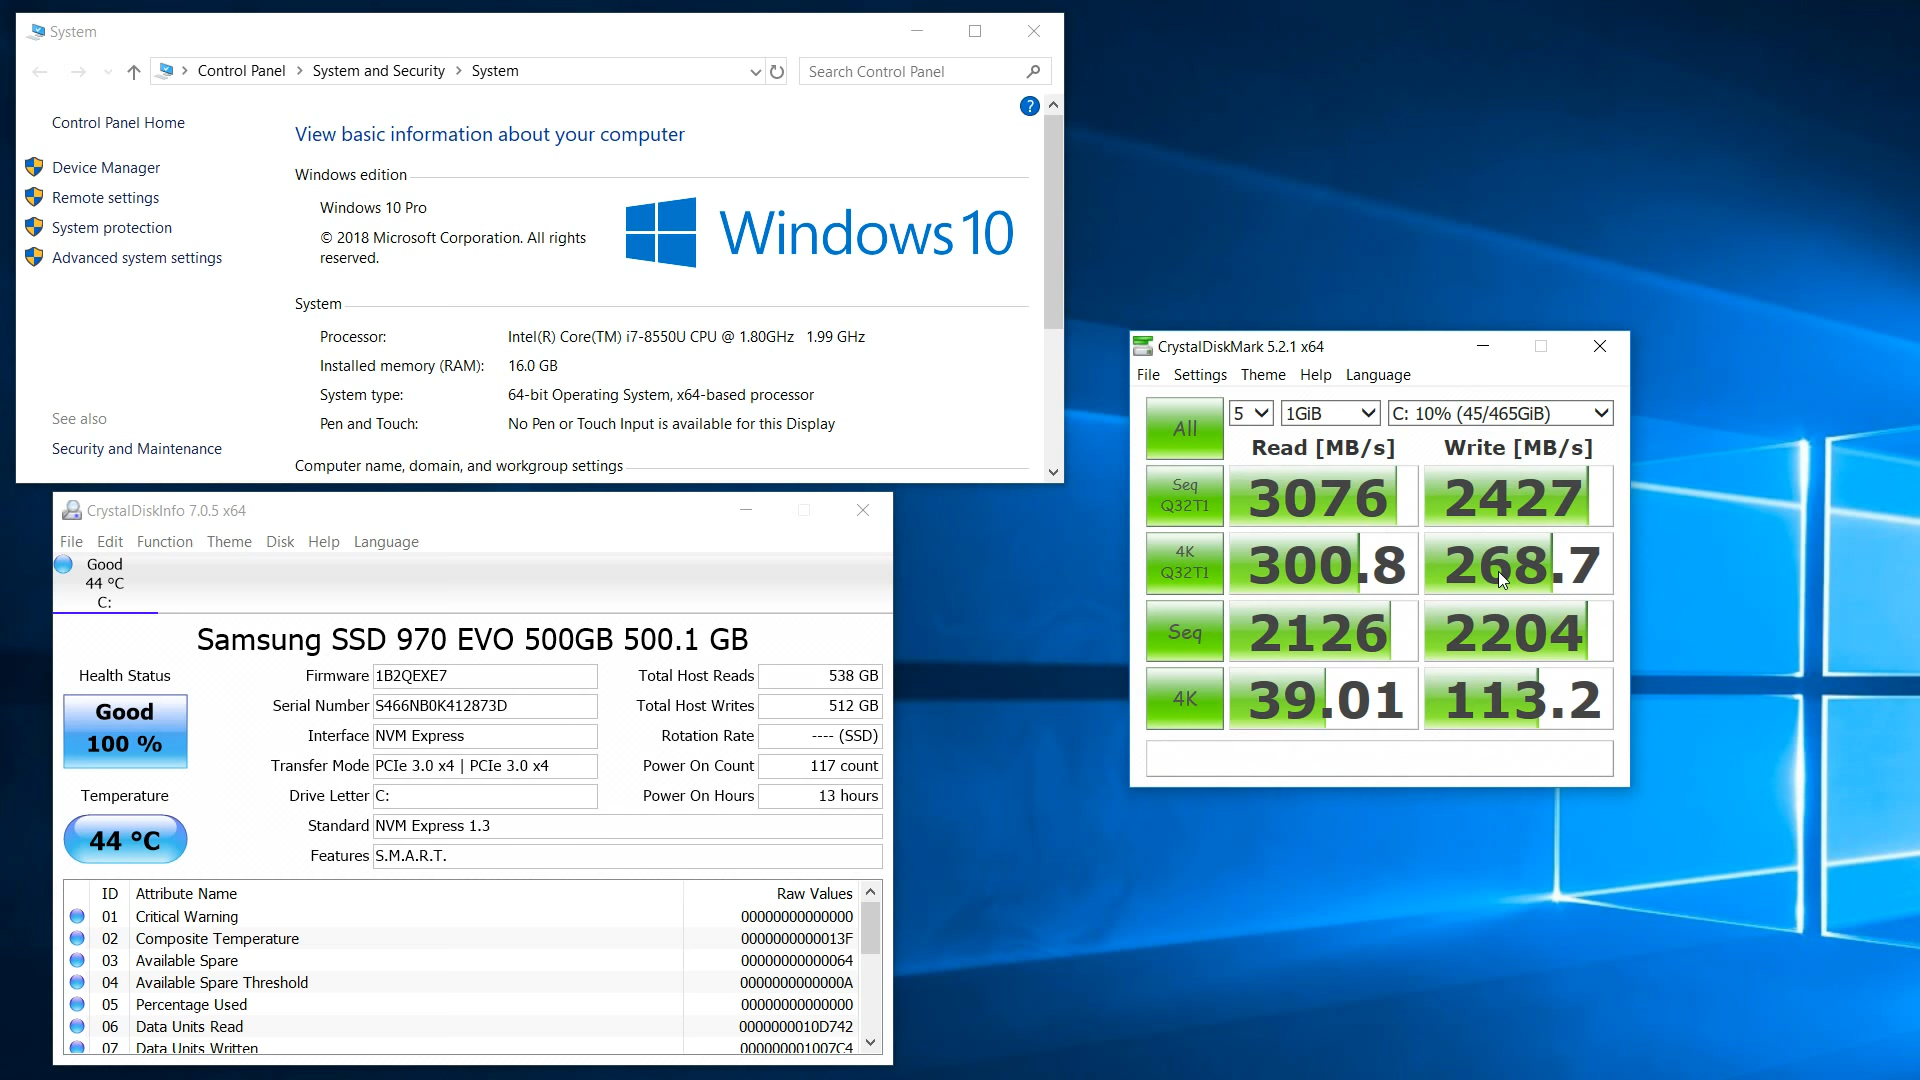 System
Control Panel > System and Security > System
Search Control Panel
?
Control Panel Home
Device Manager
Remote settings
System protection
Advanced system settings
See also
Security and Maintenance
View basic information about your computer
Windows edition
Windows 10 Pro
© 2018 Microsoft Corporation. All rights
reserved.
Windows 10
System
Processor: Intel(R) Core(TM) i7-8550U CPU @ 1.80GHz 1.99 GHz
Installed memory (RAM): 16.0 GB
System type: 64-bit Operating System, x64-based processor
Pen and Touch: No Pen or Touch Input is available for this Display
Computer name, domain, and workgroup settings
CrystalDiskInfo 7.0.5 x64
File Edit Function Theme Disk Help Language
Good
44 °C
C:
Samsung SSD 970 EVO 500GB 500.1 GB
Health Status
Good
100 %
Temperature
44 °C
Firmware 1B2QEXE7
Serial Number S466NB0K412873D
Interface NVM Express
Transfer Mode PCIe 3.0 x4 | PCIe 3.0 x4
Drive Letter C:
Standard NVM Express 1.3
Features S.M.A.R.T.
Total Host Reads 538 GB
Total Host Writes 512 GB
Rotation Rate ---- (SSD)
Power On Count 117 count
Power On Hours 13 hours
ID Attribute Name Raw Values
01 Critical Warning 00000000000000
02 Composite Temperature 0000000000013F
03 Available Spare 00000000000064
04 Available Spare Threshold 0000000000000A
05 Percentage Used 00000000000000
06 Data Units Read 0000000010D742
07 Data Units Written 000000001007C4
CrystalDiskMark 5.2.1 x64
File Settings Theme Help Language
All 5 1GiB C: 10% (45/465GiB)
Read [MB/s] Write [MB/s]
Seq
Q32T1 3076 2427
4K
Q32T1 300.8 268.7
Seq 2126 2204
4K 39.01 113.2